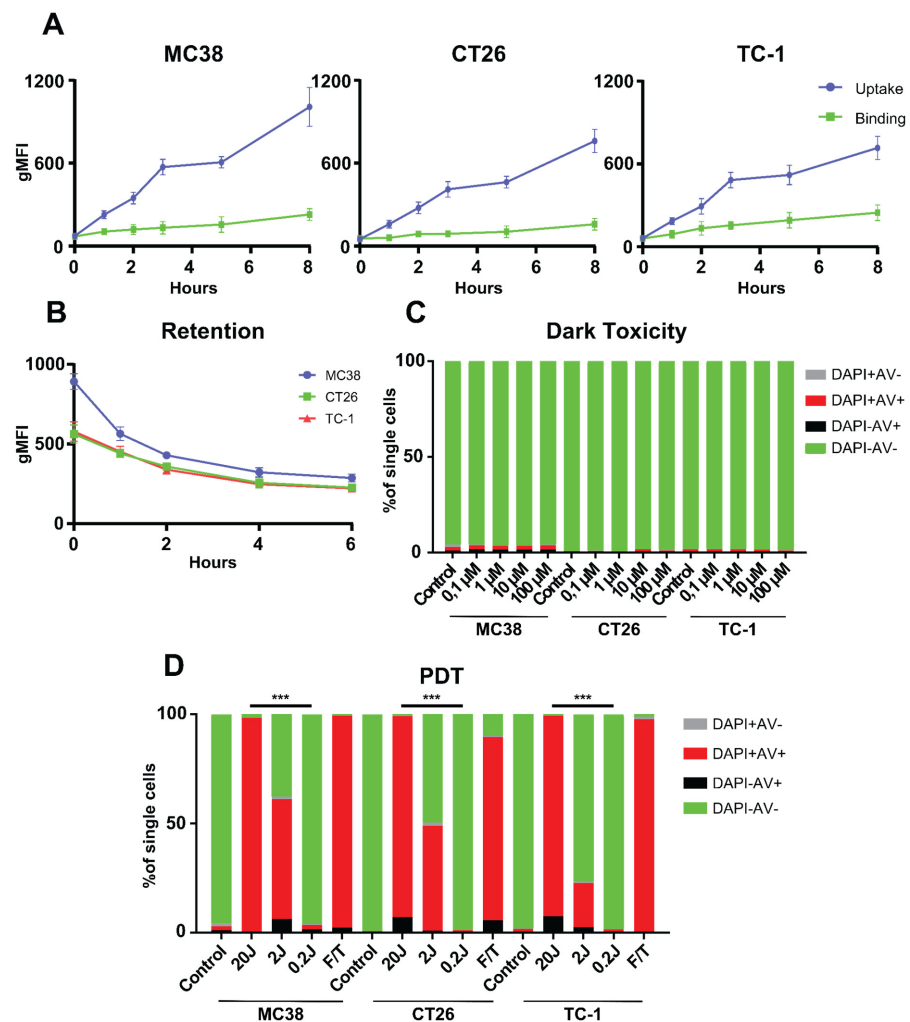 A
MC38
CT26
TC-1
gMFI
1200
600
0
0
2
4
6
8
Hours
1200
600
0
0
2
4
6
8
Hours
1200
600
0
0
2
4
6
8
Hours
Uptake
Binding
B
Retention
gMFI
1000
500
0
0
2
4
6
Hours
MC38
CT26
TC-1
C
Dark Toxicity
%of single cells
100
50
0
Control
0,1 µM
1 µM
10 µM
100 µM
Control
0,1 µM
1 µM
10 µM
100 µM
Control
0,1 µM
1 µM
10 µM
100 µM
MC38
CT26
TC-1
DAPI+AV-
DAPI+AV+
DAPI-AV+
DAPI-AV-
D
PDT
%of single cells
100
50
0
***
***
***
Control
20J
2J
0.2J
F/T
Control
20J
2J
0.2J
F/T
Control
20J
2J
0.2J
F/T
MC38
CT26
TC-1
DAPI+AV-
DAPI+AV+
DAPI-AV+
DAPI-AV-